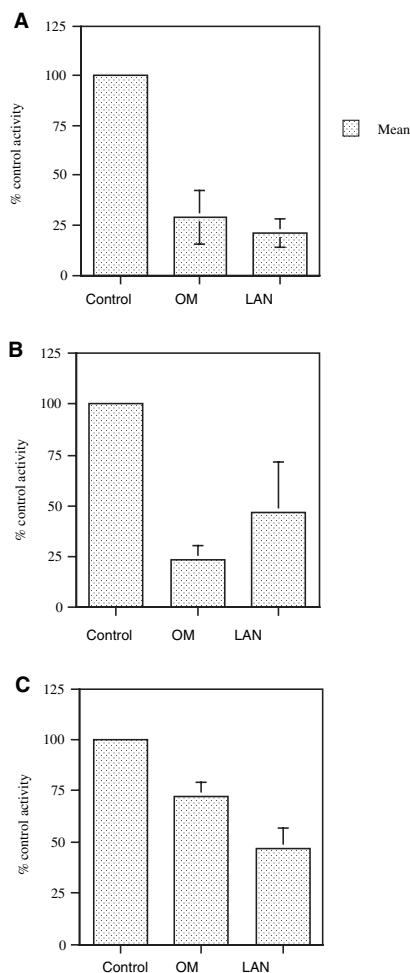 A
125
100
75
50
25
0
% control activity
Control OM LAN
Mean
B
125
100
75
50
25
0
% control activity
Control OM LAN
C
125
100
75
50
25
0
% control activity
Control OM LAN